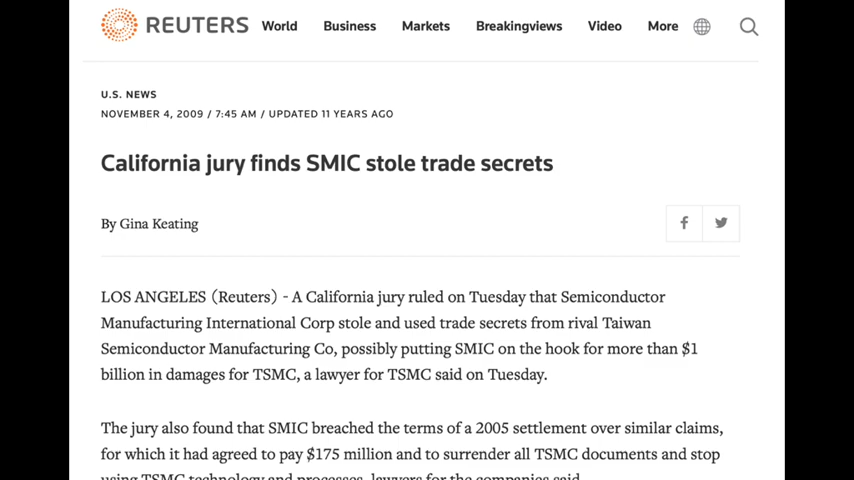 REUTERS World Business Markets Breakingviews Video More
U.S. NEWS
NOVEMBER 4, 2009 / 7:45 AM / UPDATED 11 YEARS AGO
California jury finds SMIC stole trade secrets
By Gina Keating
LOS ANGELES (Reuters) - A California jury ruled on Tuesday that Semiconductor
Manufacturing International Corp stole and used trade secrets from rival Taiwan
Semiconductor Manufacturing Co, possibly putting SMIC on the hook for more than $1
billion in damages for TSMC, a lawyer for TSMC said on Tuesday.
The jury also found that SMIC breached the terms of a 2005 settlement over similar claims,
for which it had agreed to pay $175 million and to surrender all TSMC documents and stop
using TSMC technology and processes, lawyers for the companies said.